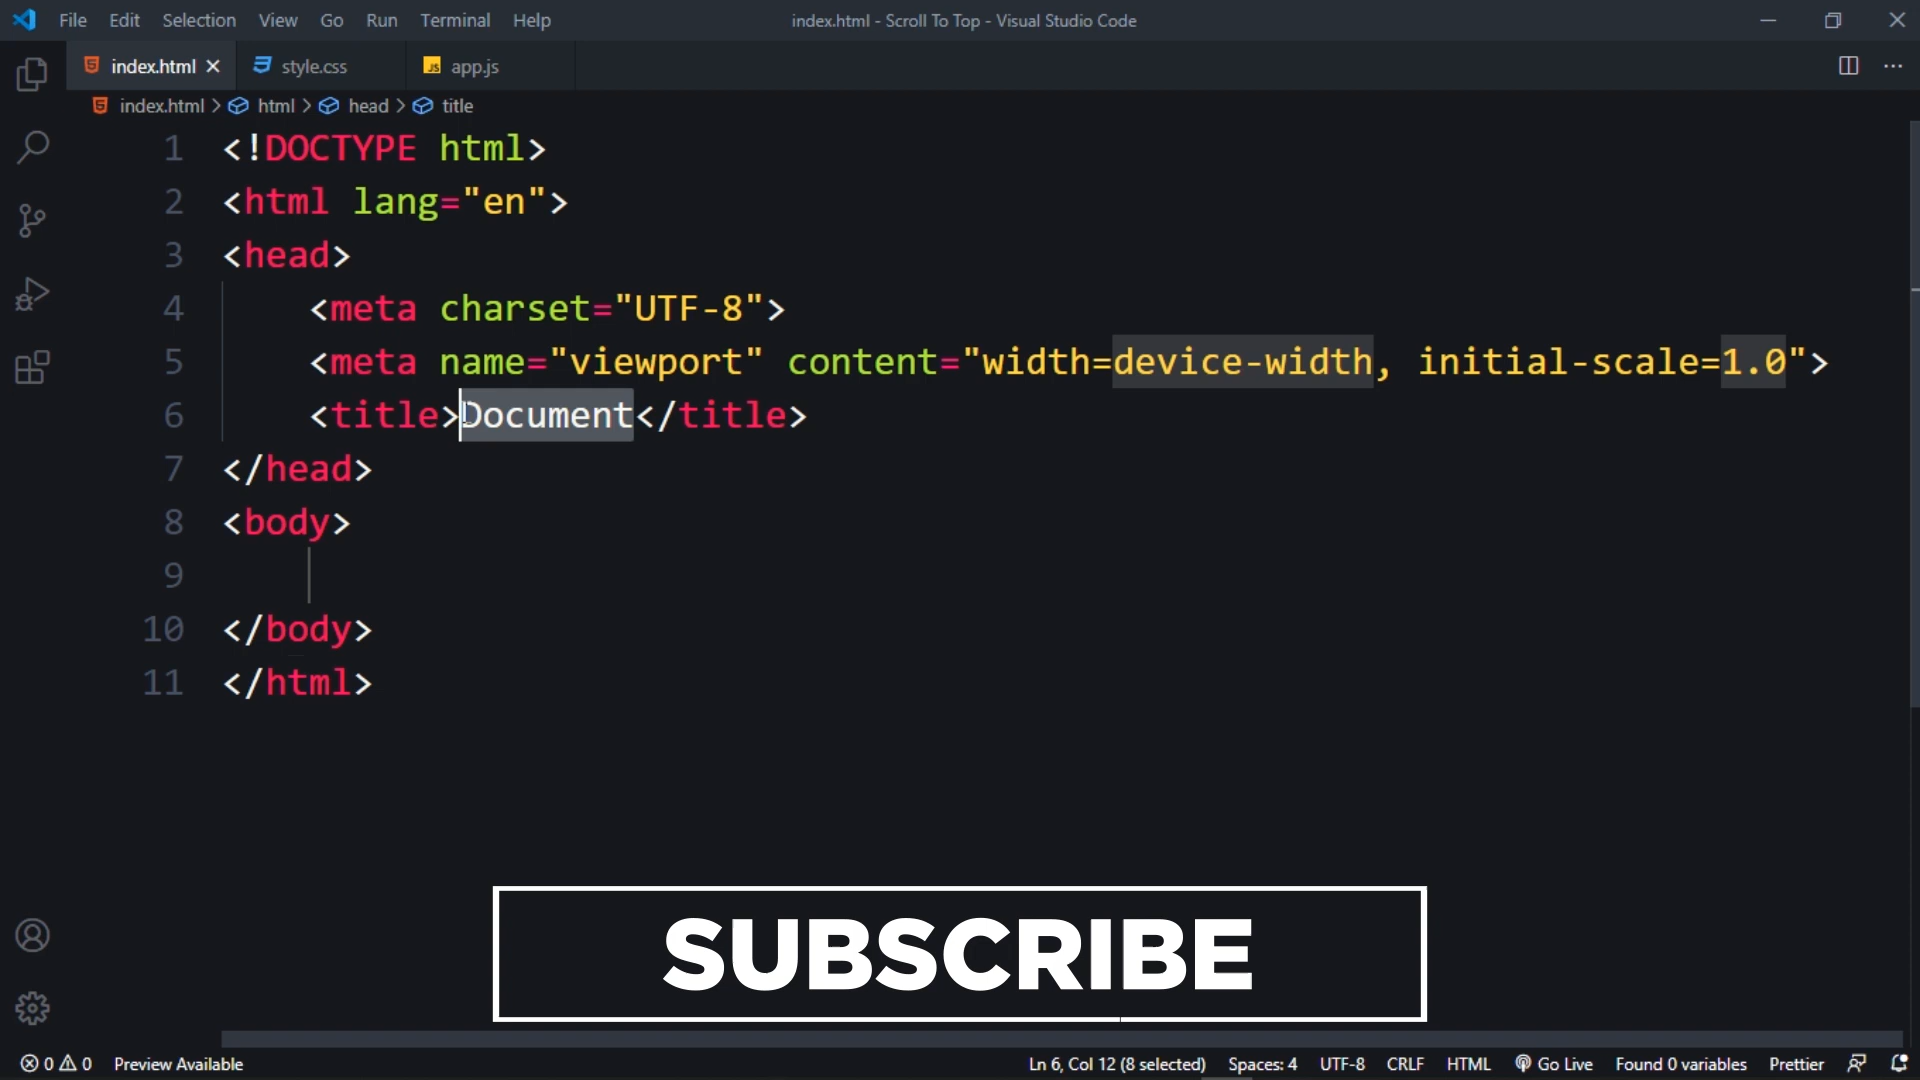 File Edit Selection View Go Run Terminal Help index.html - Scroll To Top - Visual Studio Code
index.html style.css JS app.js
index.html > html > head > title
1 <!DOCTYPE html>
2 <html lang="en">
3 <head>
4 <meta charset="UTF-8">
5 <meta name="viewport" content="width=device-width, initial-scale=1.0">
6 <title>Document</title>
7 </head>
8 <body>
9
10 </body>
11 </html>
SUBSCRIBE
0 0 Preview Available Ln 6, Col 12 (8 selected) Spaces: 4 UTF-8 CRLF HTML Go Live Found 0 variables Prettier